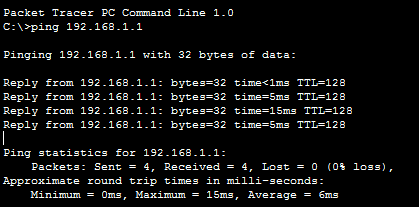 Packet Tracer PC Command Line 1.0
C:\>ping 192.168.1.1
Pinging 192.168.1.1 with 32 bytes of data:
Reply from 192.168.1.1: bytes=32 time<1ms TTL=128
Reply from 192.168.1.1: bytes=32 time=5ms TTL=128
Reply from 192.168.1.1: bytes=32 time=15ms TTL=128
Reply from 192.168.1.1: bytes=32 time=5ms TTL=128
Ping statistics for 192.168.1.1:
Packets: Sent = 4, Received = 4, Lost = 0 (0% loss),
Approximate round trip times in milli-seconds:
Minimum = 0ms, Maximum = 15ms, Average = 6ms